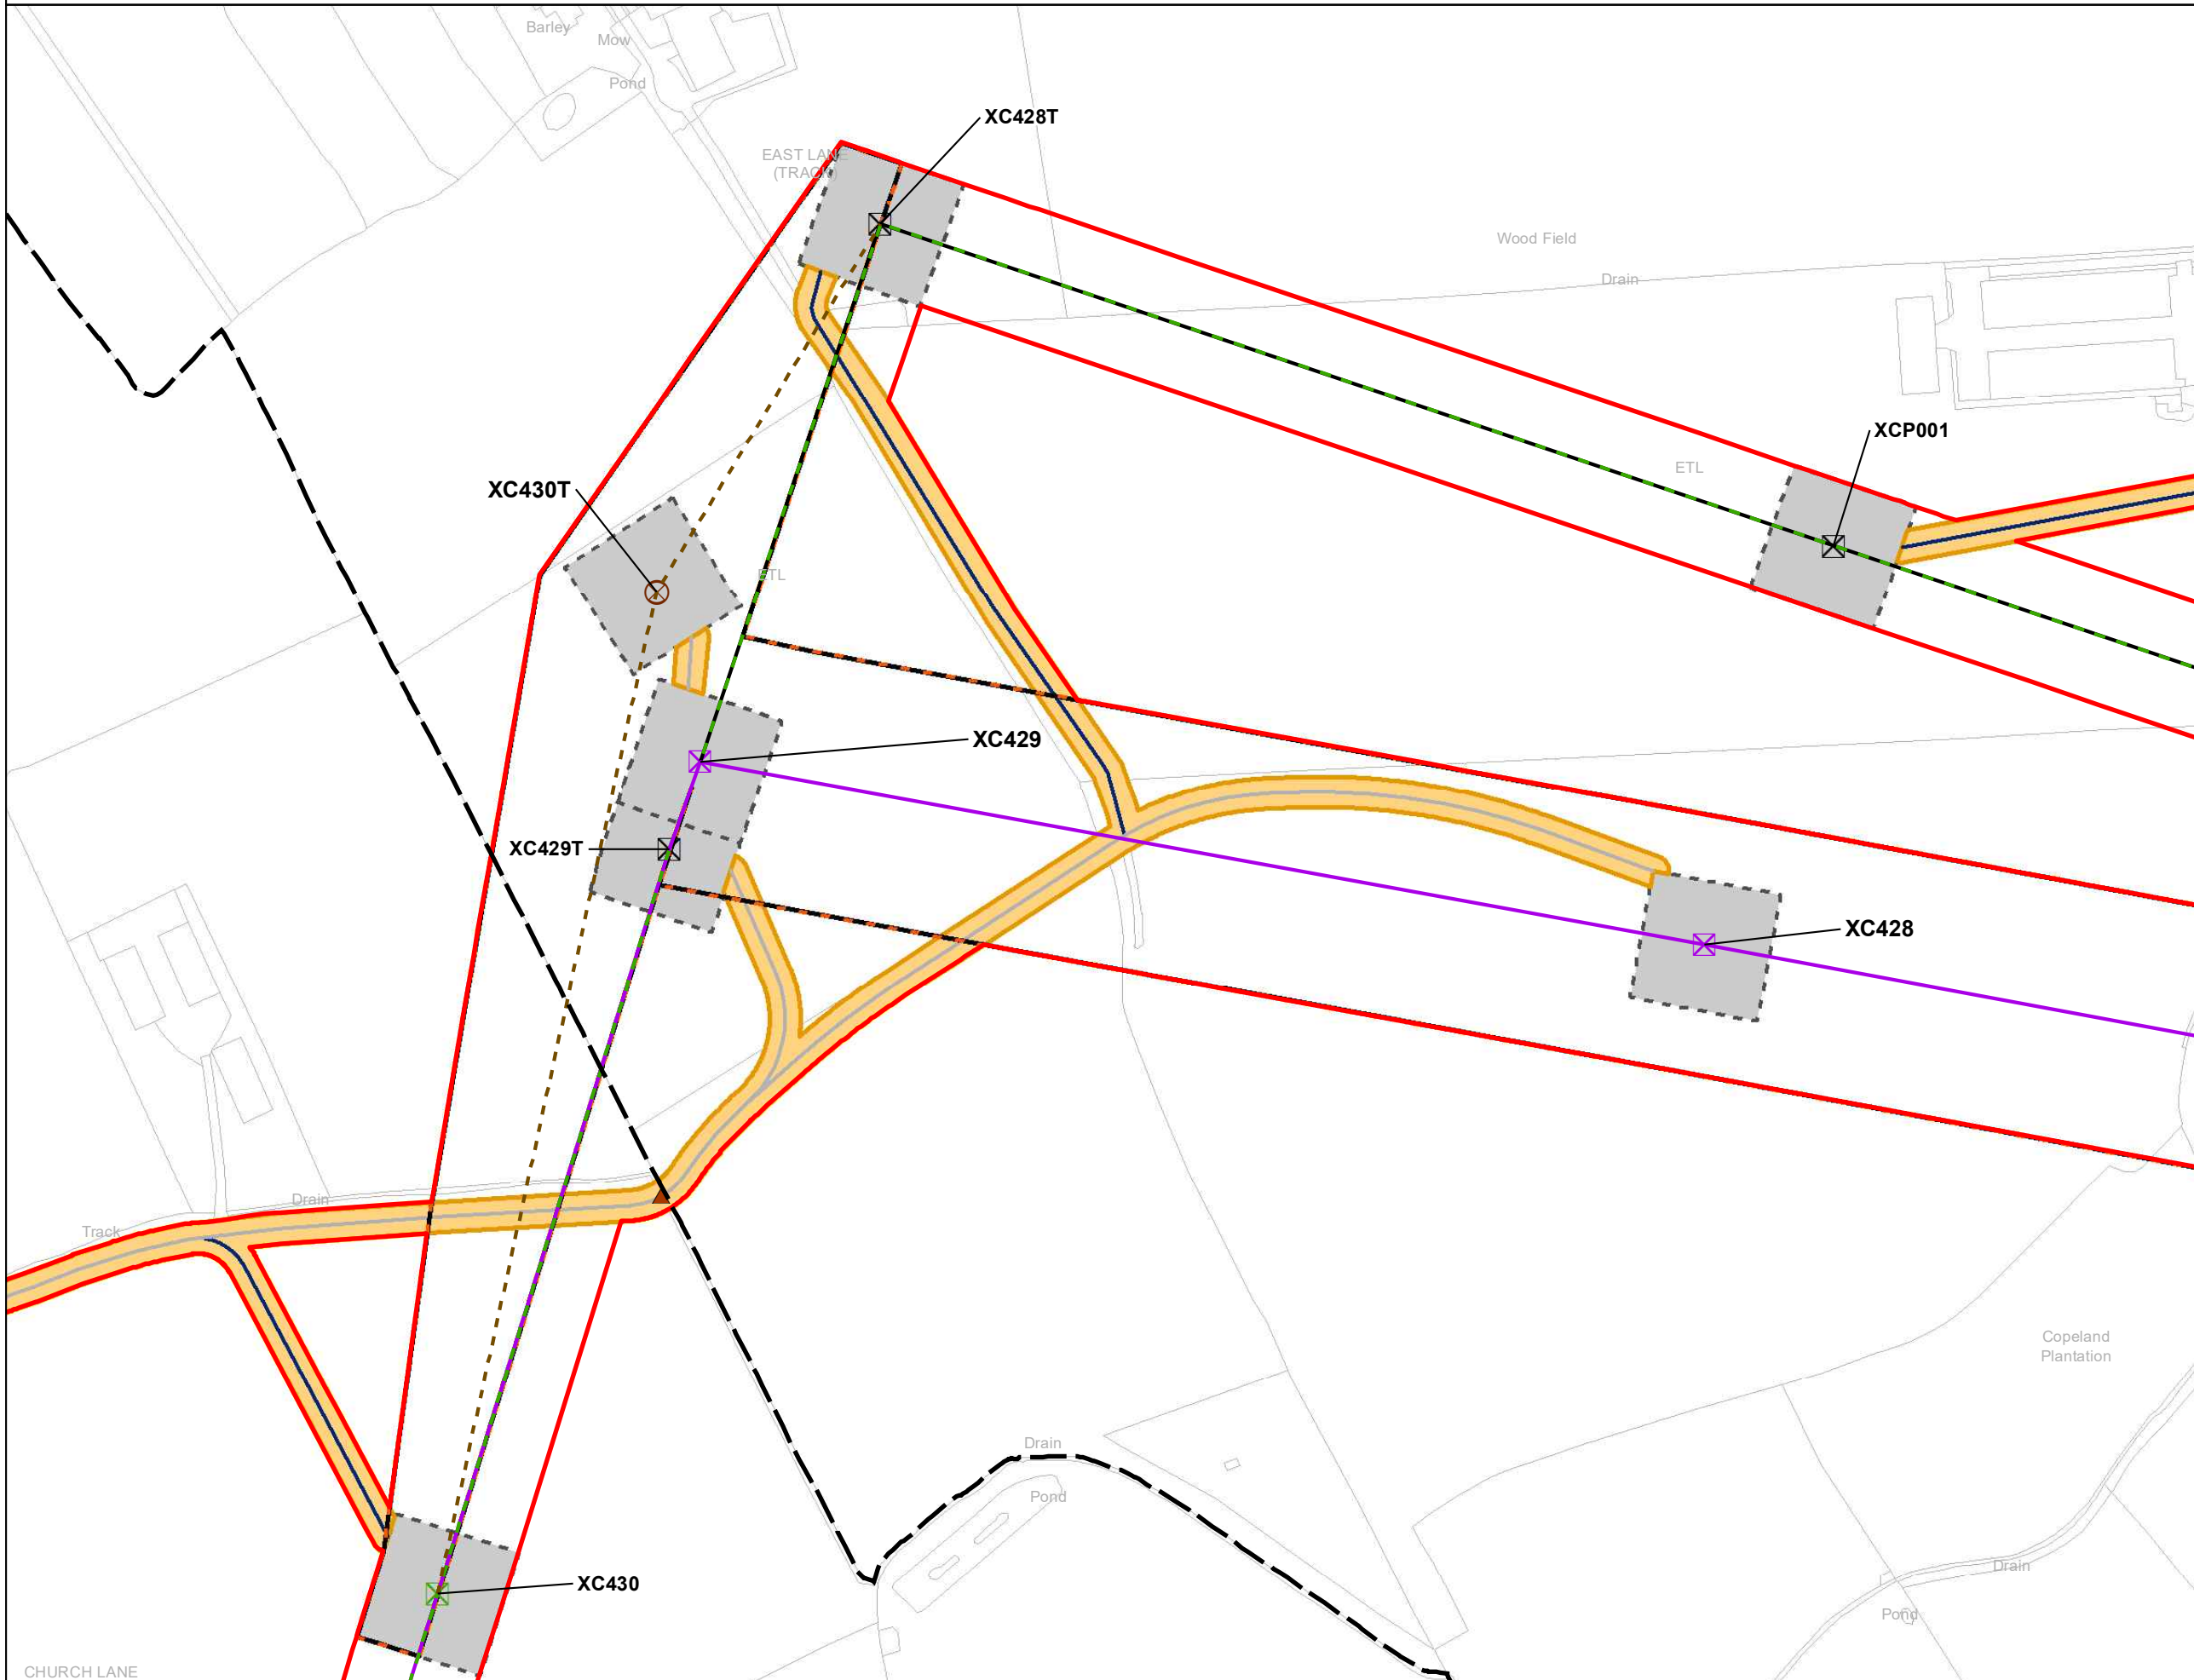 Barley
Mow
Pond
XC428T
EAST LANE
(TRACK)
Wood Field
Drain
XCP001
ETL
XC430T
ETL
XC429
XC429T
XC428
Drain
Track
Copeland
Plantation
Drain
Pond
Drain
XC430
Pond
CHURCH LANE